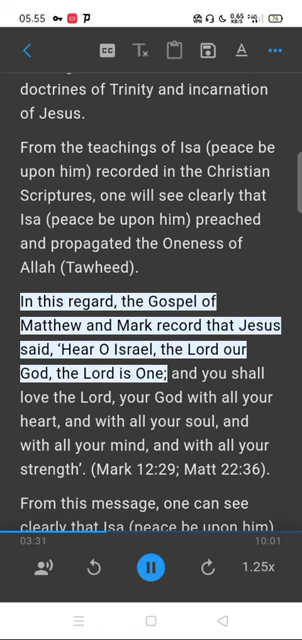 05.55
0.65
KB/S
76
CC
doctrines of Trinity and incarnation
of Jesus.
From the teachings of Isa (peace be
upon him) recorded in the Christian
Scriptures, one will see clearly that
Isa (peace be upon him) preached
and propagated the Oneness of
Allah (Tawheed).
In this regard, the Gospel of
Matthew and Mark record that Jesus
said, ‘Hear O Israel, the Lord our
God, the Lord is One; and you shall
love the Lord, your God with all your
heart, and with all your soul, and
with all your mind, and with all your
strength’. (Mark 12:29; Matt 22:36).
From this message, one can see
clearly that Isa (peace be upon him)
03:31 10:01
1.25x